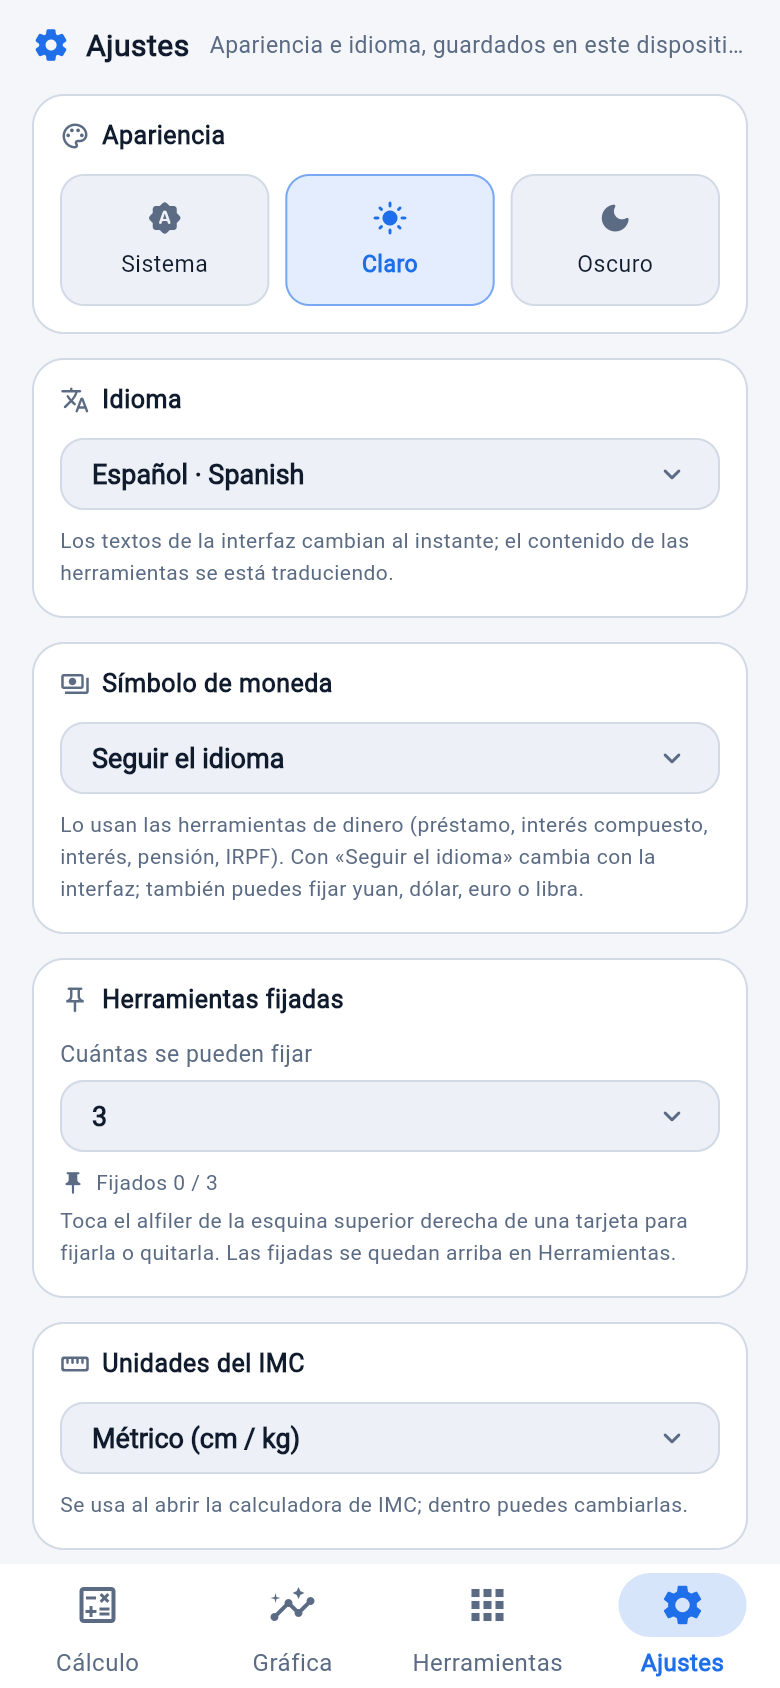 Ajustes Apariencia e idioma, guardados en este dispositi…
Apariencia
Sistema
Claro
Oscuro
Idioma
Español · Spanish
Los textos de la interfaz cambian al instante; el contenido de las
herramientas se está traduciendo.
Símbolo de moneda
Seguir el idioma
Lo usan las herramientas de dinero (préstamo, interés compuesto,
interés, pensión, IRPF). Con «Seguir el idioma» cambia con la
interfaz; también puedes fijar yuan, dólar, euro o libra.
Herramientas fijadas
Cuántas se pueden fijar
3
Fijados 0 / 3
Toca el alfiler de la esquina superior derecha de una tarjeta para
fijarla o quitarla. Las fijadas se quedan arriba en Herramientas.
Unidades del IMC
Métrico (cm / kg)
Se usa al abrir la calculadora de IMC; dentro puedes cambiarlas.
Cálculo
Gráfica
Herramientas
Ajustes